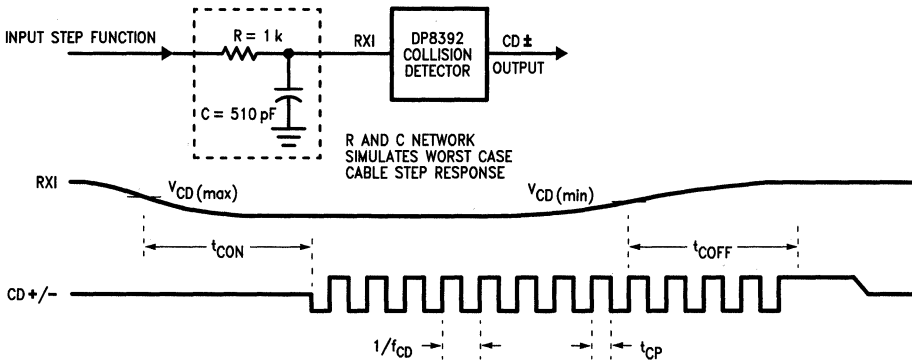 INPUT STEP FUNCTION
R = 1 k
C = 510 pF
RXI
DP8392
COLLISION
DETECTOR
CD ±
OUTPUT
R AND C NETWORK
SIMULATES WORST CASE
CABLE STEP RESPONSE
RXI
VCD (max)
VCD (min)
tCON
tCOFF
CD +/-
1/fCD
tCP